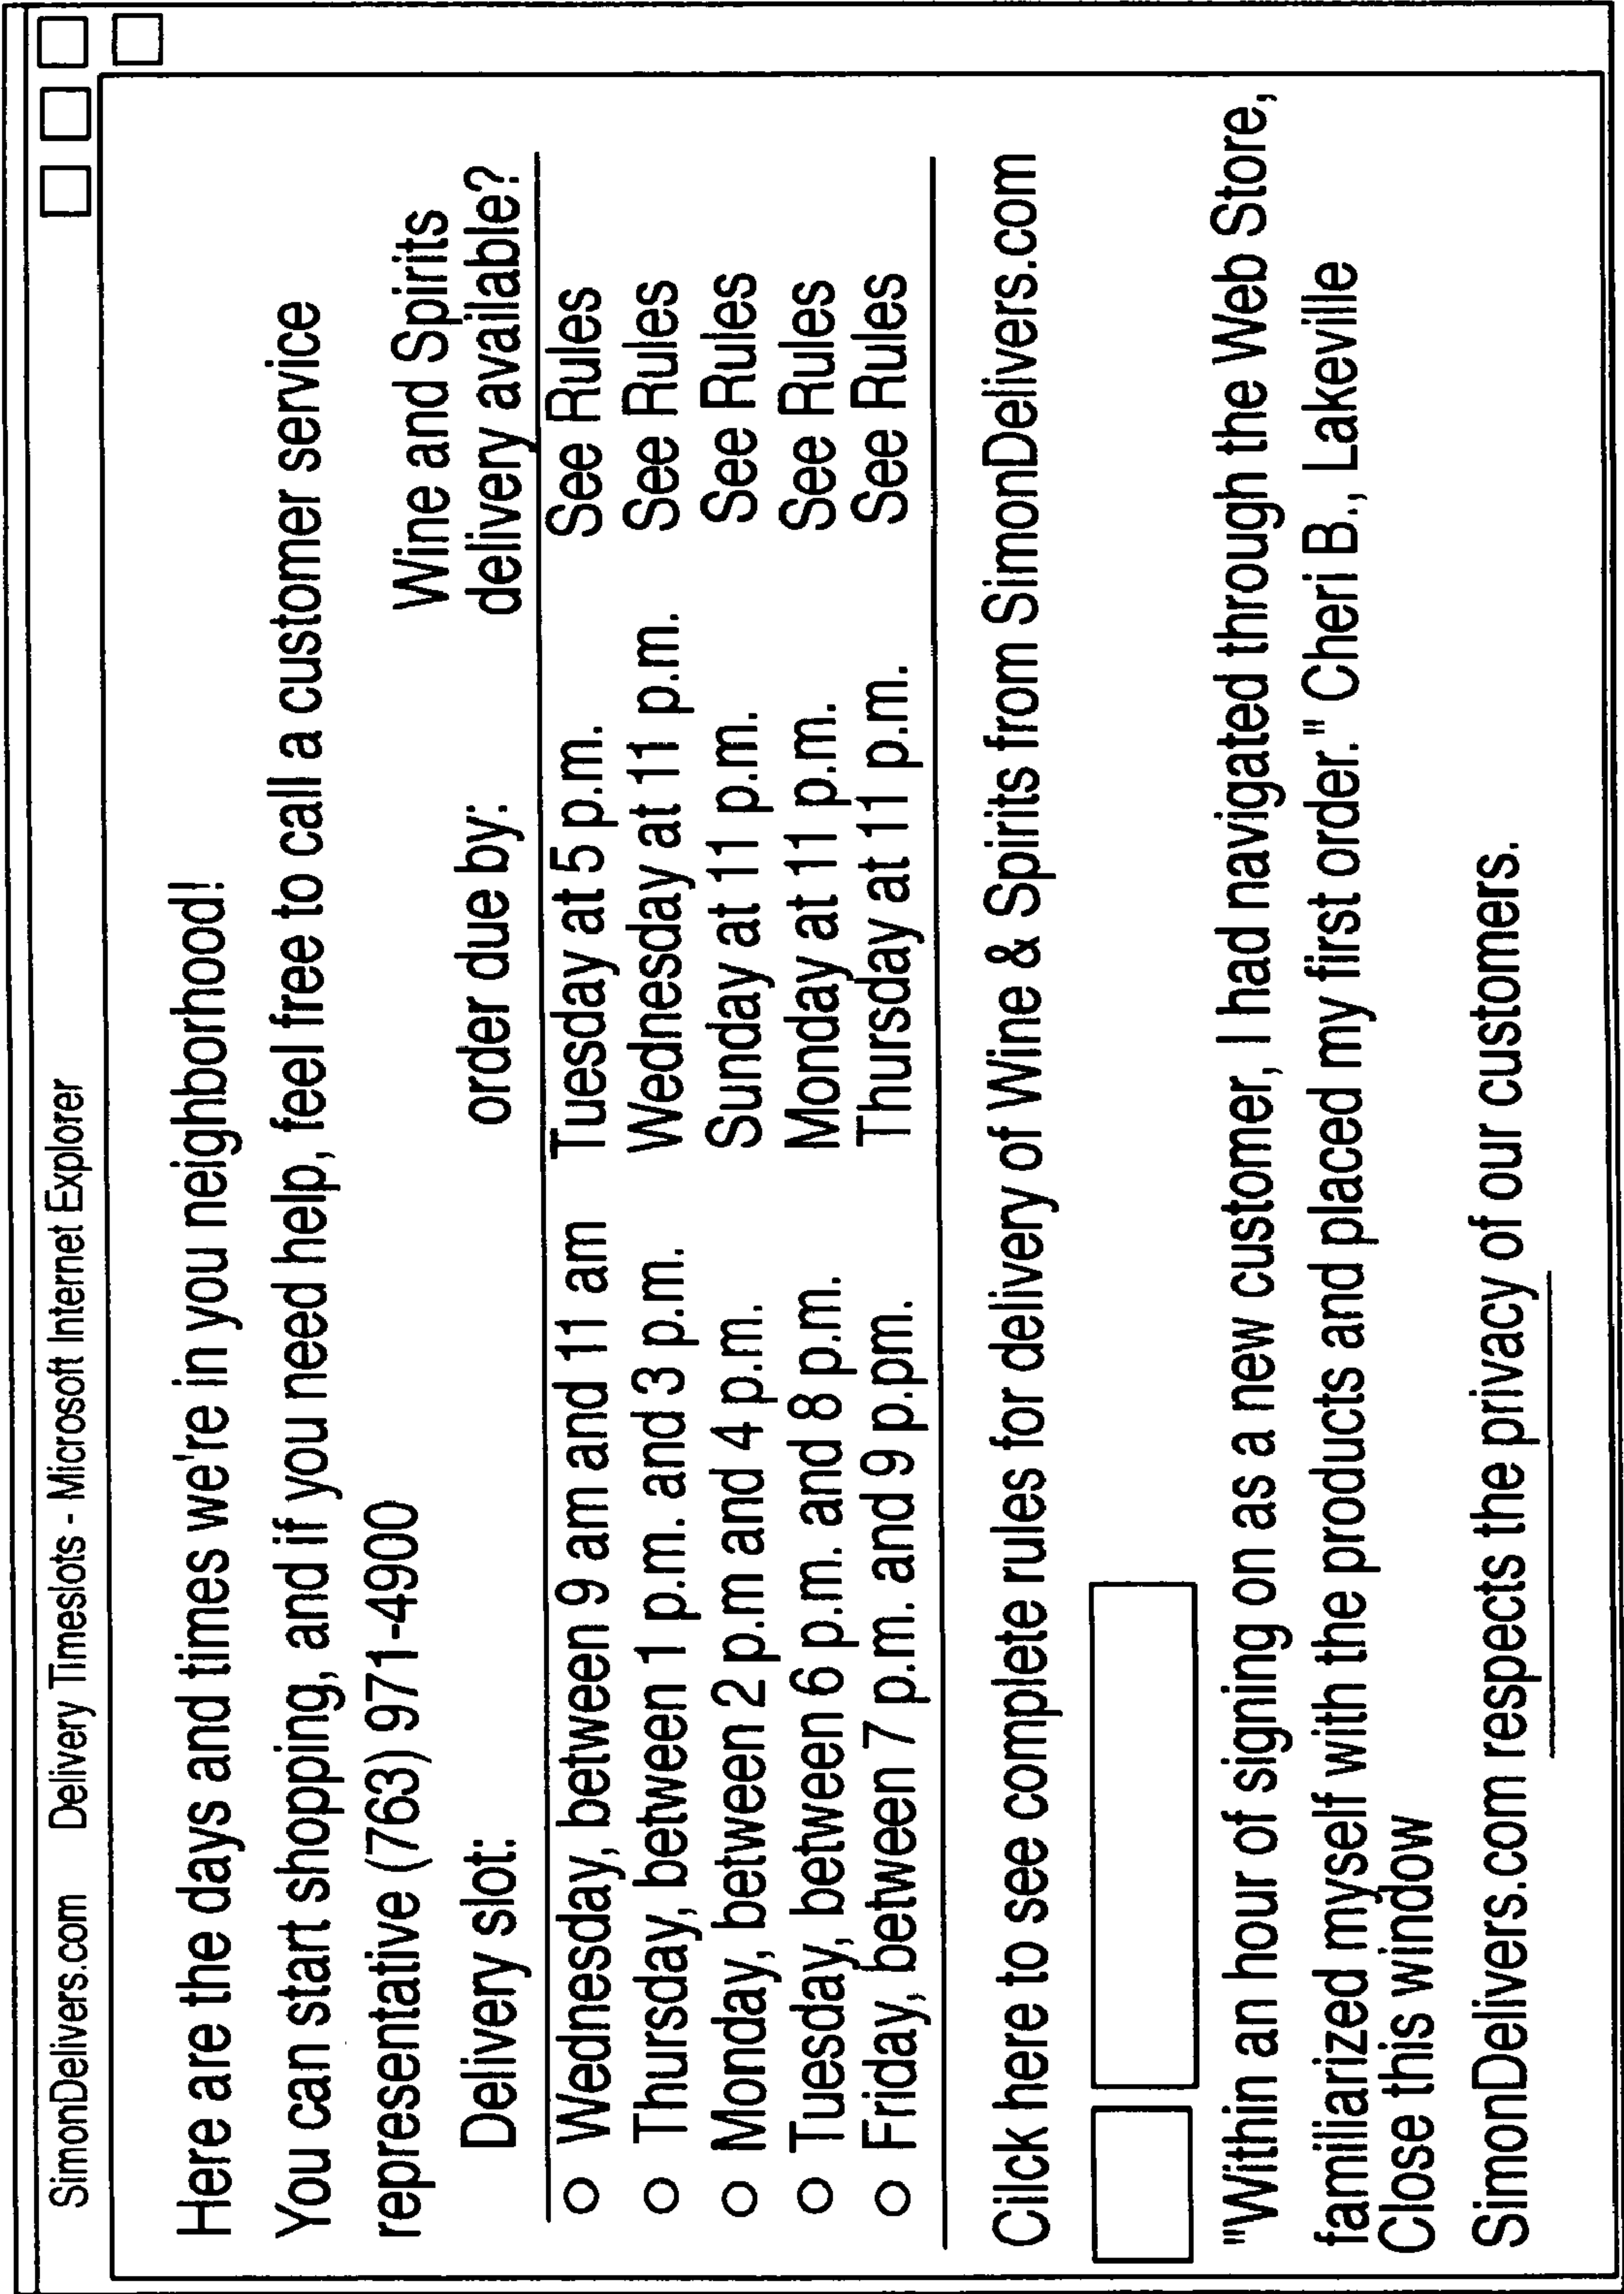 SimonDelivers.com Delivery Timeslots - Microsoft Internet Explorer
Here are the days and times we're in you neighborhood!
You can start shopping, and if you need help, feel free to call a customer service
representative (763) 971-4900
Wine and Spirits
Delivery slot: order due by: delivery available?
Wednesday, between 9 am and 11 am Tuesday at 5 p.m. See Rules
Thursday, between 1 p.m. and 3 p.m. Wednesday at 11 p.m. See Rules
Monday, between 2 p.m and 4 p.m. Sunday at 11 p.m. See Rules
Tuesday, between 6 p.m. and 8 p.m. Monday at 11 p.m. See Rules
Friday, between 7 p.m. and 9 p.pm. Thursday at 11 p.m. See Rules
Cilck here to see complete rules for delivery of Wine & Spirits from SimonDelivers.com
"Within an hour of signing on as a new customer, I had navigated through the Web Store,
familiarized myself with the products and placed my first order." Cheri B., Lakeville
Close this window
SimonDelivers.com respects the privacy of our customers.